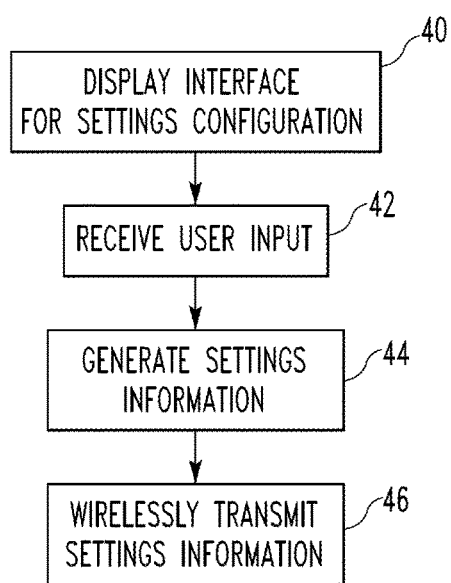 40
DISPLAY INTERFACE
FOR SETTINGS CONFIGURATION
42
RECEIVE USER INPUT
44
GENERATE SETTINGS
INFORMATION
46
WIRELESSLY TRANSMIT
SETTINGS INFORMATION